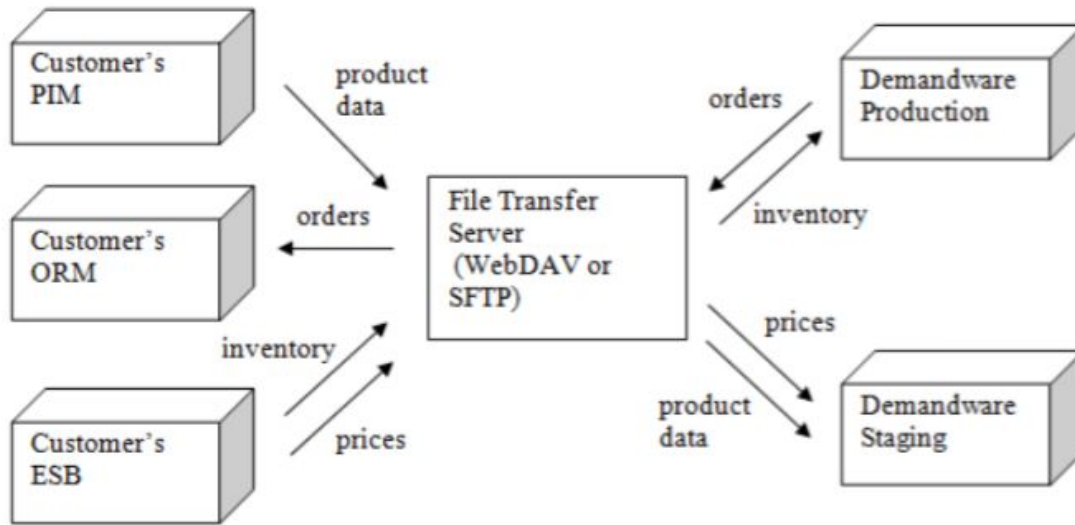 Customer's
PIM
product
data
Customer's
ORM
orders
Customer's
ESB
inventory
prices
File Transfer
Server
(WebDAV or
SFTP)
orders
inventory
Demandware
Production
prices
product
data
Demandware
Staging